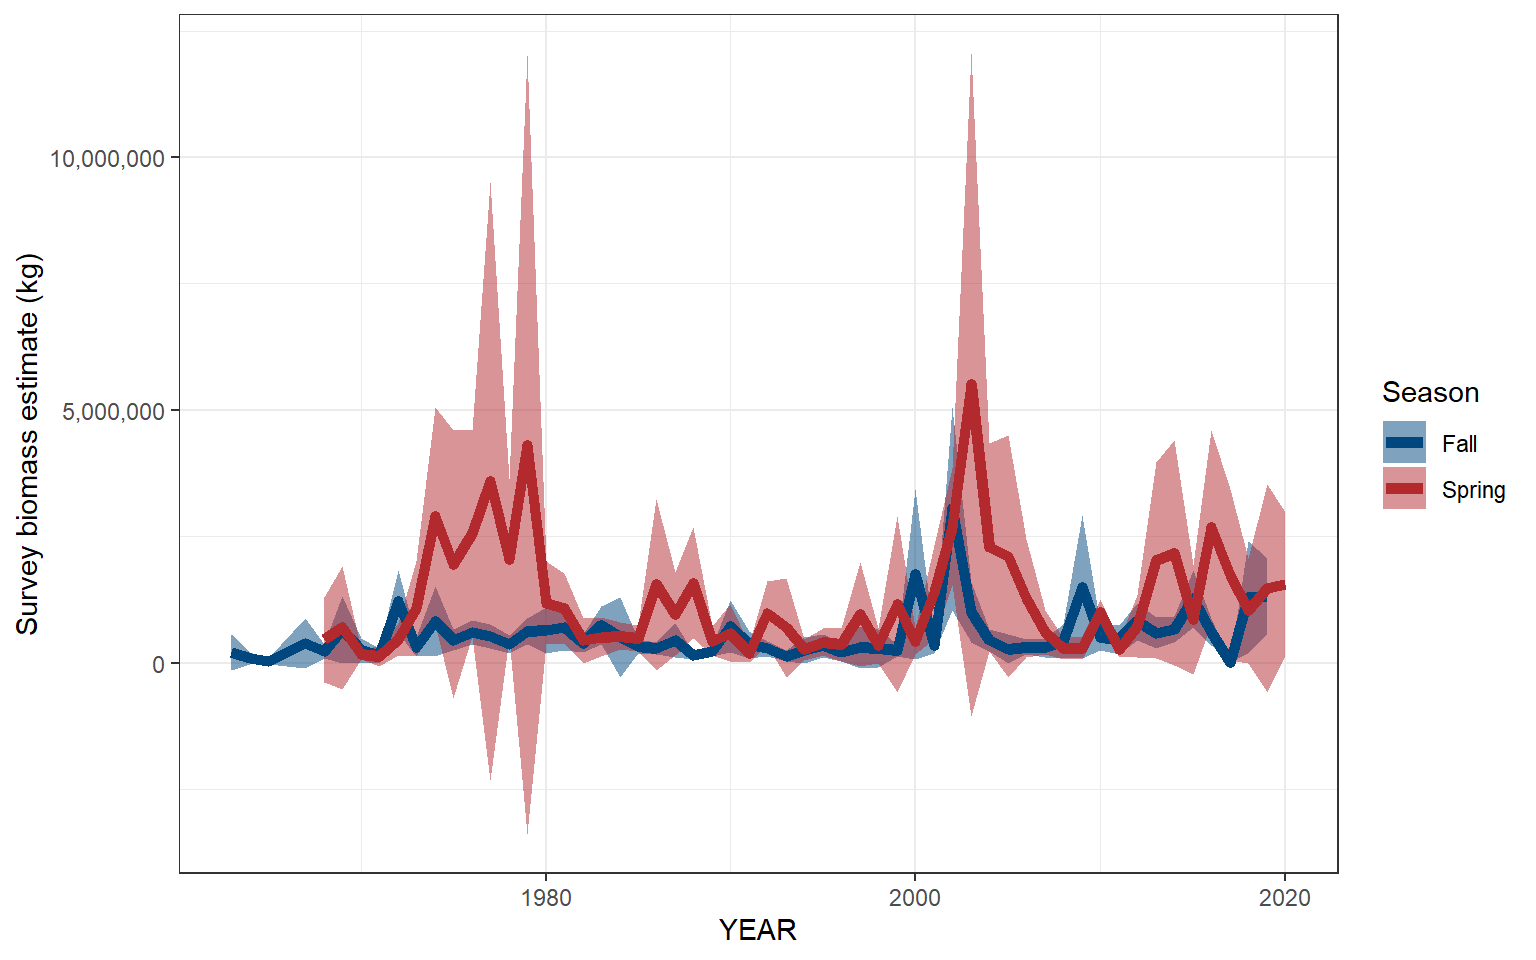 Survey biomass estimate (kg)
10,000,000
5,000,000
0
1980
2000
2020
YEAR
Season
Fall
Spring